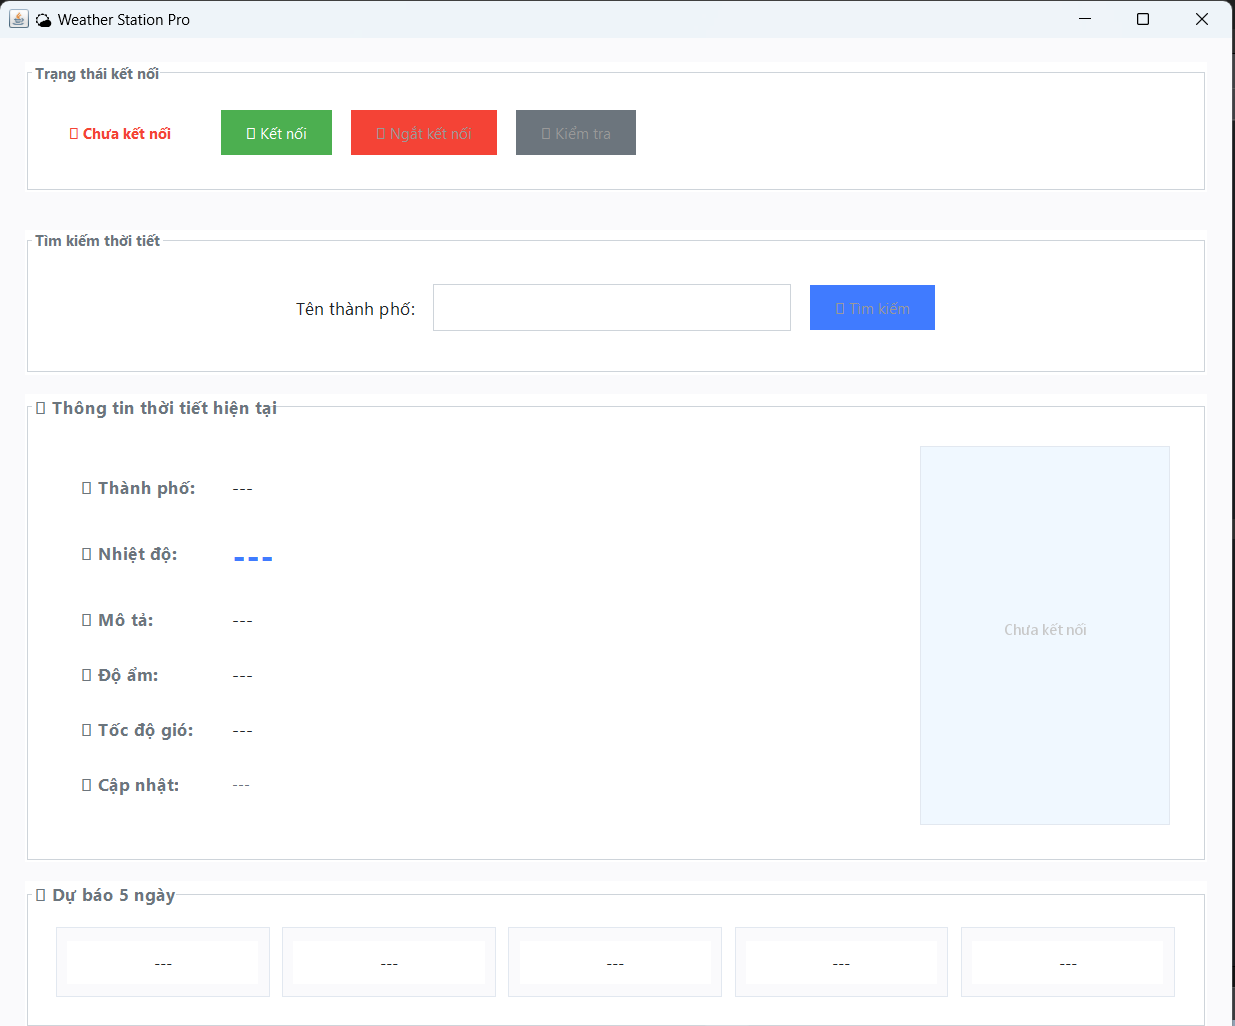 Weather Station Pro
Trạng thái kết nối
Chưa kết nối
Kết nối
Ngắt kết nối
Kiểm tra
Tìm kiếm thời tiết
Tên thành phố:
Tìm kiếm
Thông tin thời tiết hiện tại
Thành phố: ---
Nhiệt độ: ---
Mô tả: ---
Độ ẩm: ---
Tốc độ gió: ---
Cập nhật: ---
Chưa kết nối
Dự báo 5 ngày
--- --- --- --- ---